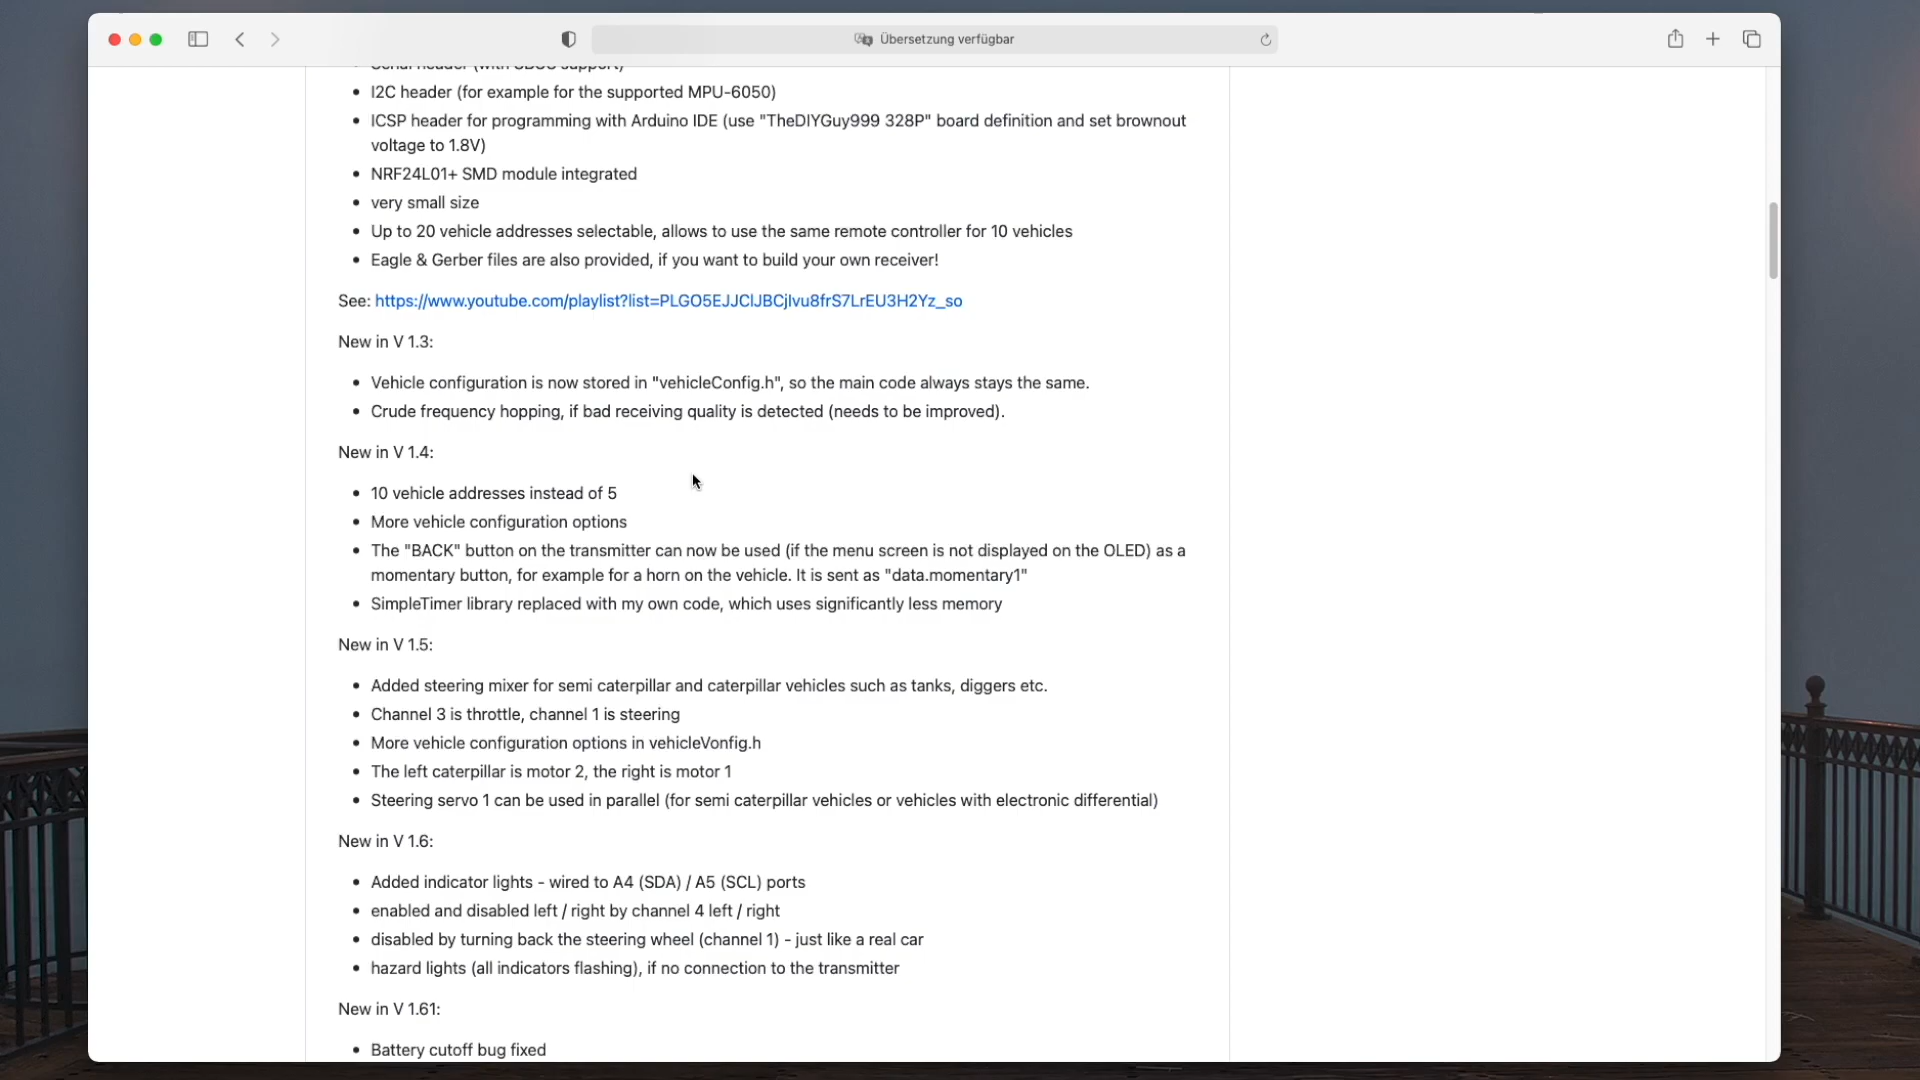 Übersetzung verfügbar
Serial header (with SBUS support)
I2C header (for example for the supported MPU-6050)
ICSP header for programming with Arduino IDE (use "TheDIYGuy999 328P" board definition and set brownout
voltage to 1.8V)
NRF24L01+ SMD module integrated
very small size
Up to 20 vehicle addresses selectable, allows to use the same remote controller for 10 vehicles
Eagle & Gerber files are also provided, if you want to build your own receiver!
See: https://www.youtube.com/playlist?list=PLGO5EJJClJBCjIvu8frS7LrEU3H2Yz_so
New in V 1.3:
Vehicle configuration is now stored in "vehicleConfig.h", so the main code always stays the same.
Crude frequency hopping, if bad receiving quality is detected (needs to be improved).
New in V 1.4:
10 vehicle addresses instead of 5
More vehicle configuration options
The "BACK" button on the transmitter can now be used (if the menu screen is not displayed on the OLED) as a
momentary button, for example for a horn on the vehicle. It is sent as "data.momentary1"
SimpleTimer library replaced with my own code, which uses significantly less memory
New in V 1.5:
Added steering mixer for semi caterpillar and caterpillar vehicles such as tanks, diggers etc.
Channel 3 is throttle, channel 1 is steering
More vehicle configuration options in vehicleVonfig.h
The left caterpillar is motor 2, the right is motor 1
Steering servo 1 can be used in parallel (for semi caterpillar vehicles or vehicles with electronic differential)
New in V 1.6:
Added indicator lights - wired to A4 (SDA) / A5 (SCL) ports
enabled and disabled left / right by channel 4 left / right
disabled by turning back the steering wheel (channel 1) - just like a real car
hazard lights (all indicators flashing), if no connection to the transmitter
New in V 1.61:
Battery cutoff bug fixed